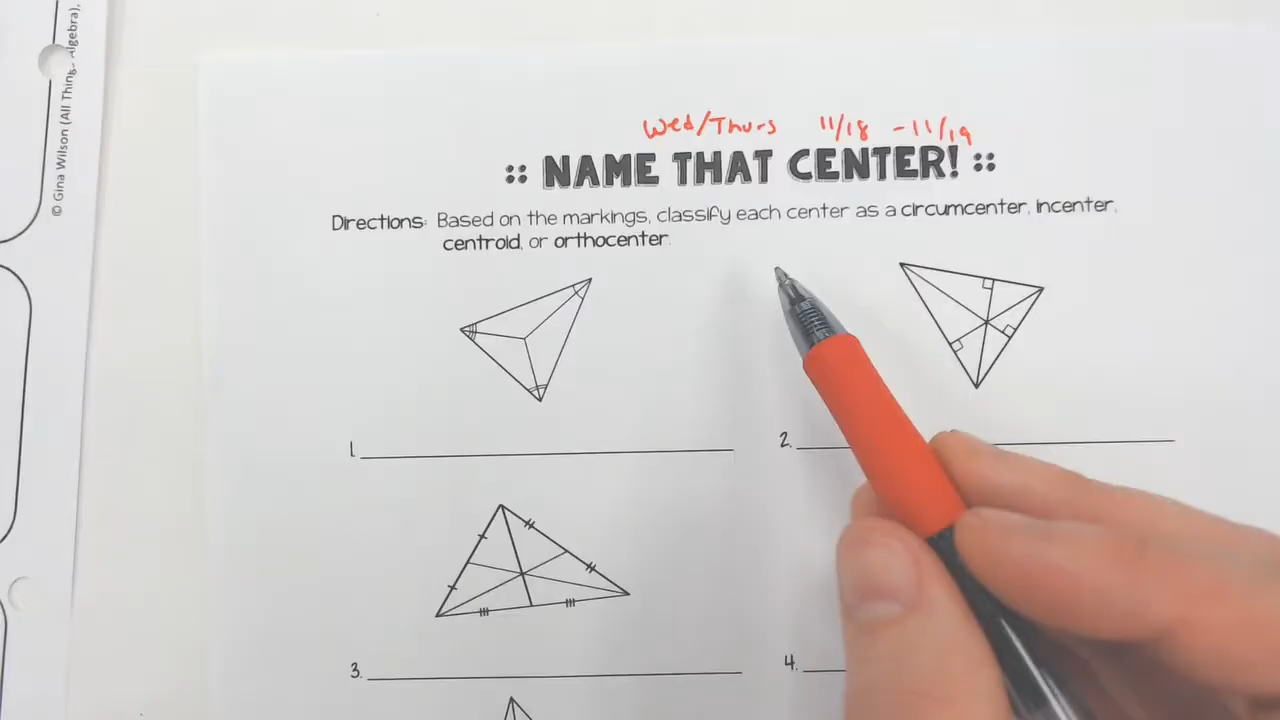 © Gina Wilson (All Things Algebra),
Wed/Thurs 11/18 - 11/19
:: NAME THAT CENTER! ::
Directions: Based on the markings, classify each center as a circumcenter, incenter,
centroid, or orthocenter.
1.
2.
3.
4.